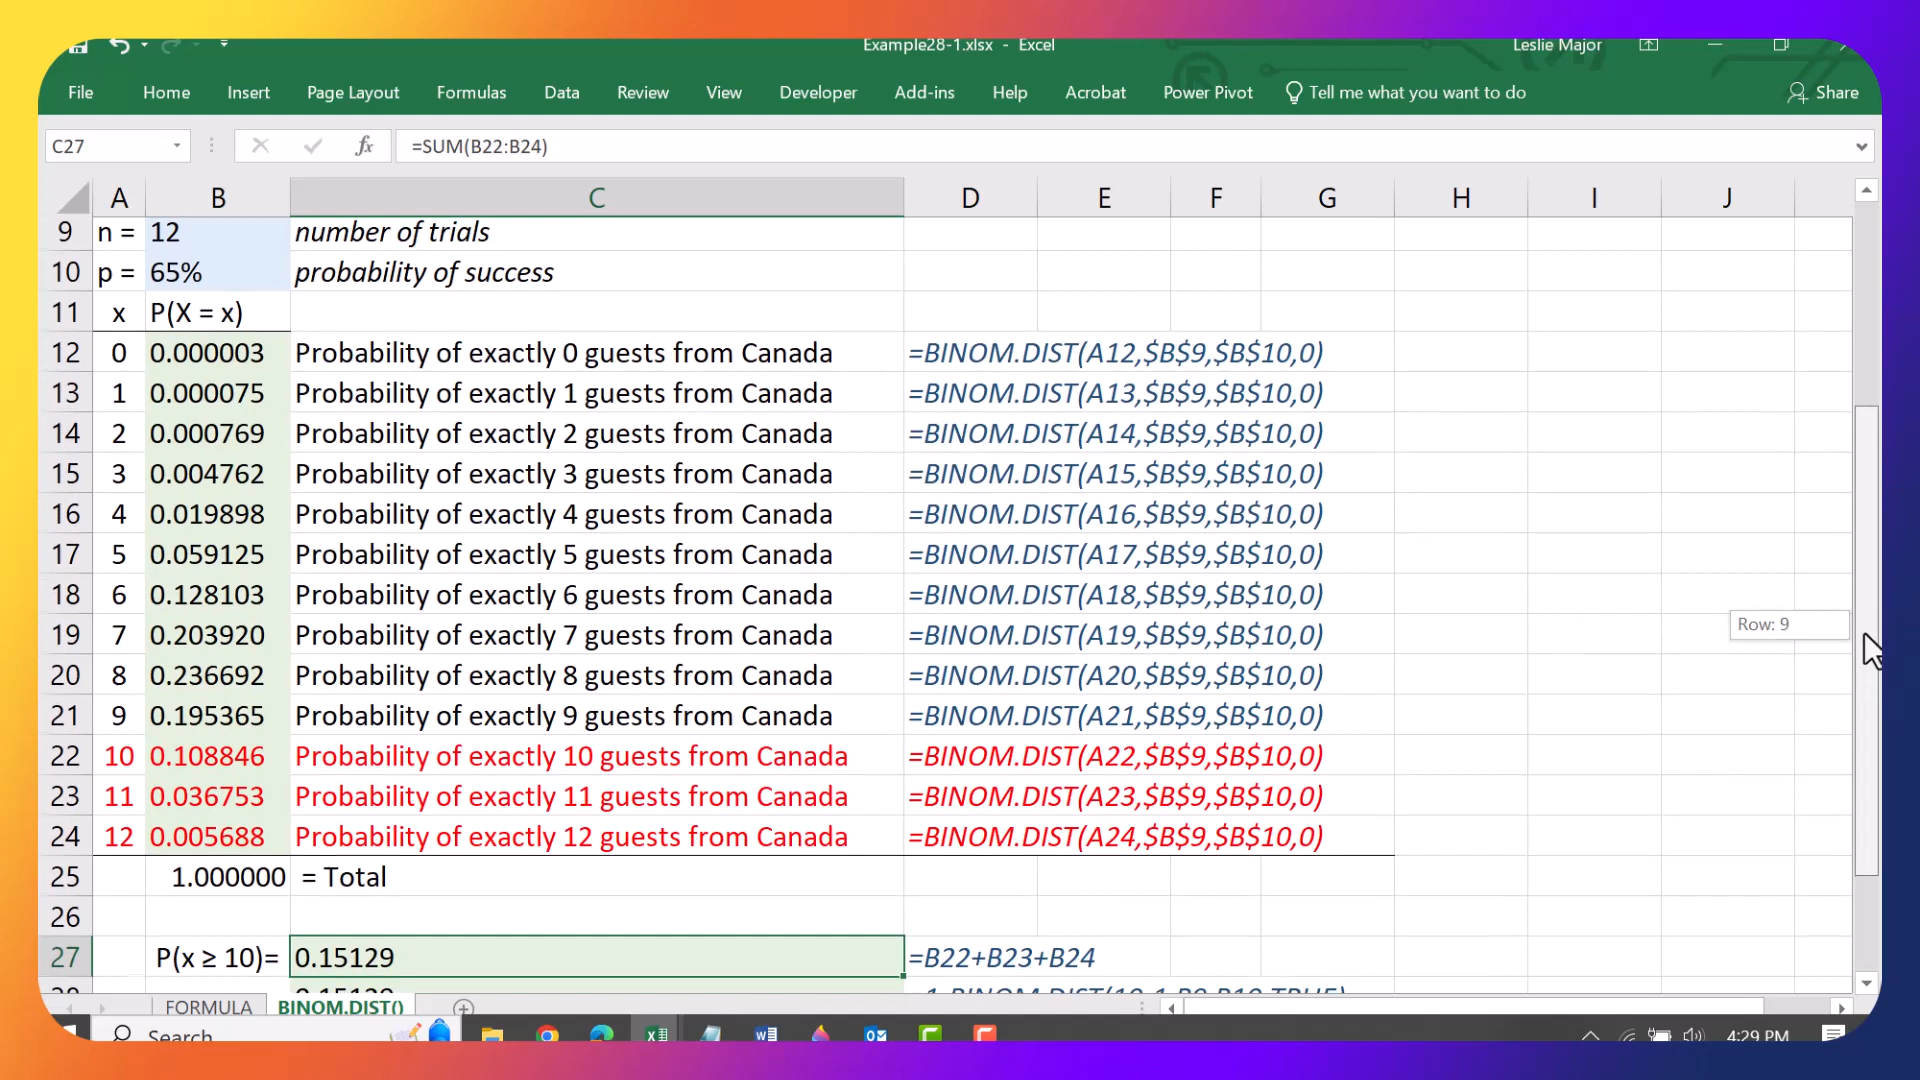 Example28-1.xlsx - Excel
Leslie Major
File Home Insert Page Layout Formulas Data Review View Developer Add-ins Help Acrobat Power Pivot Tell me what you want to do Share
C27 fx =SUM(B22:B24)
A B C D E F G H I J
9 n = 12 number of trials
10 p = 65% probability of success
11 x P(X = x)
12 0 0.000003 Probability of exactly 0 guests from Canada =BINOM.DIST(A12,$B$9,$B$10,0)
13 1 0.000075 Probability of exactly 1 guests from Canada =BINOM.DIST(A13,$B$9,$B$10,0)
14 2 0.000769 Probability of exactly 2 guests from Canada =BINOM.DIST(A14,$B$9,$B$10,0)
15 3 0.004762 Probability of exactly 3 guests from Canada =BINOM.DIST(A15,$B$9,$B$10,0)
16 4 0.019898 Probability of exactly 4 guests from Canada =BINOM.DIST(A16,$B$9,$B$10,0)
17 5 0.059125 Probability of exactly 5 guests from Canada =BINOM.DIST(A17,$B$9,$B$10,0)
18 6 0.128103 Probability of exactly 6 guests from Canada =BINOM.DIST(A18,$B$9,$B$10,0)
19 7 0.203920 Probability of exactly 7 guests from Canada =BINOM.DIST(A19,$B$9,$B$10,0)
Row: 9
20 8 0.236692 Probability of exactly 8 guests from Canada =BINOM.DIST(A20,$B$9,$B$10,0)
21 9 0.195365 Probability of exactly 9 guests from Canada =BINOM.DIST(A21,$B$9,$B$10,0)
22 10 0.108846 Probability of exactly 10 guests from Canada =BINOM.DIST(A22,$B$9,$B$10,0)
23 11 0.036753 Probability of exactly 11 guests from Canada =BINOM.DIST(A23,$B$9,$B$10,0)
24 12 0.005688 Probability of exactly 12 guests from Canada =BINOM.DIST(A24,$B$9,$B$10,0)
25 1.000000 = Total
26
27 P(x ≥ 10)= 0.15129 =B22+B23+B24
FORMULA BINOM.DIST()
Search
4:29 PM